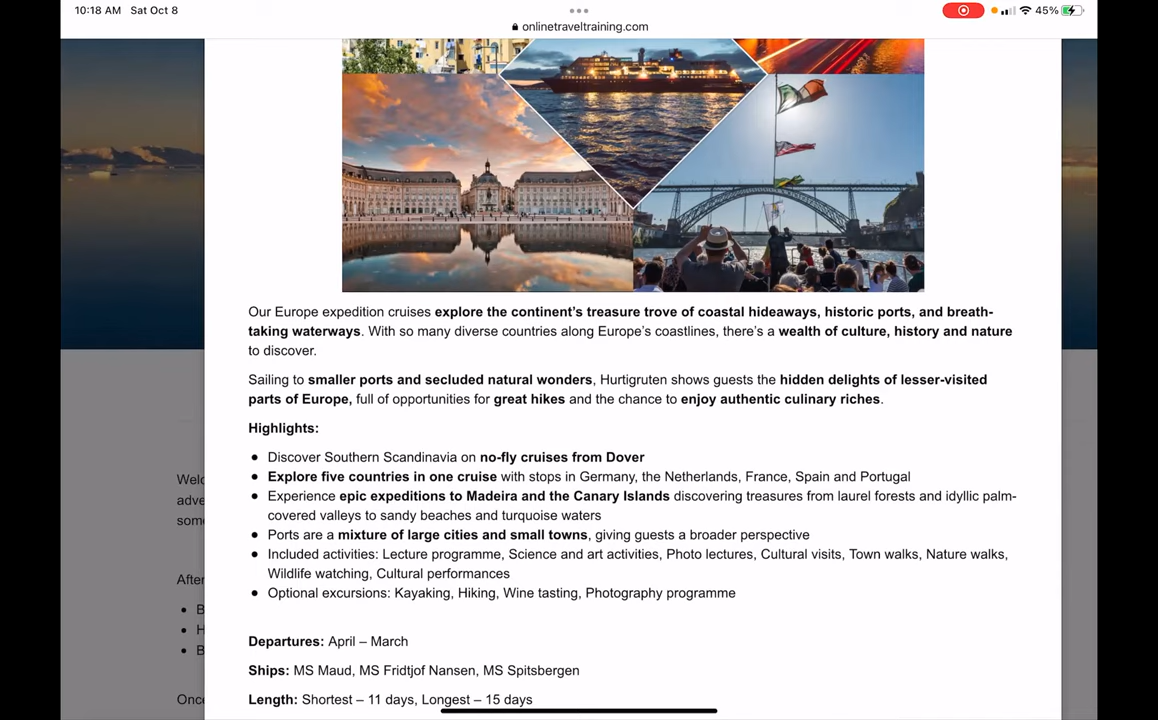 10:18 AM Sat Oct 8
45%
onlinetraveltraining.com
Our Europe expedition cruises explore the continent's treasure trove of coastal hideaways, historic ports, and breath-
taking waterways. With so many diverse countries along Europe's coastlines, there's a wealth of culture, history and nature
to discover.
Sailing to smaller ports and secluded natural wonders, Hurtigruten shows guests the hidden delights of lesser-visited
parts of Europe, full of opportunities for great hikes and the chance to enjoy authentic culinary riches.
Highlights:
Discover Southern Scandinavia on no-fly cruises from Dover
Explore five countries in one cruise with stops in Germany, the Netherlands, France, Spain and Portugal
Experience epic expeditions to Madeira and the Canary Islands discovering treasures from laurel forests and idyllic palm-
covered valleys to sandy beaches and turquoise waters
Ports are a mixture of large cities and small towns, giving guests a broader perspective
Included activities: Lecture programme, Science and art activities, Photo lectures, Cultural visits, Town walks, Nature walks,
Wildlife watching, Cultural performances
Optional excursions: Kayaking, Hiking, Wine tasting, Photography programme
Departures: April – March
Ships: MS Maud, MS Fridtjof Nansen, MS Spitsbergen
Length: Shortest – 11 days, Longest – 15 days
Welc
adve
som
After
B
H
B
Once